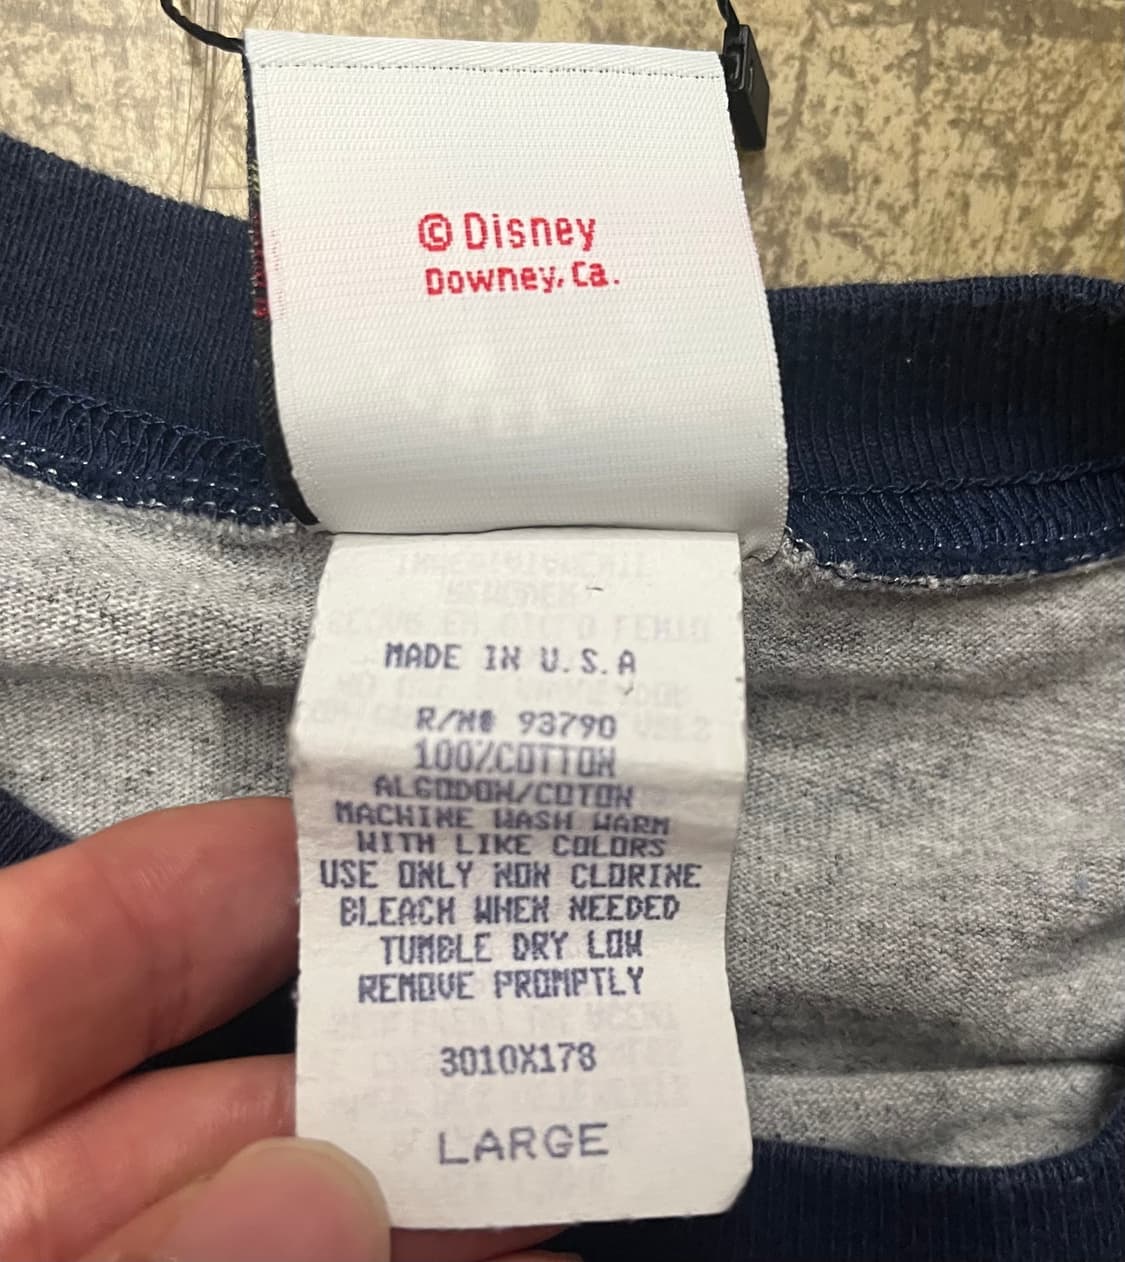 © Disney
Downey, Ca.
MADE IN U.S.A
R/N# 93790
100%COTTON
ALGODON/COTON
MACHINE WASH WARM
WITH LIKE COLORS
USE ONLY NON CLORINE
BLEACH WHEN NEEDED
TUMBLE DRY LOW
REMOVE PROMPTLY
3010X178
LARGE